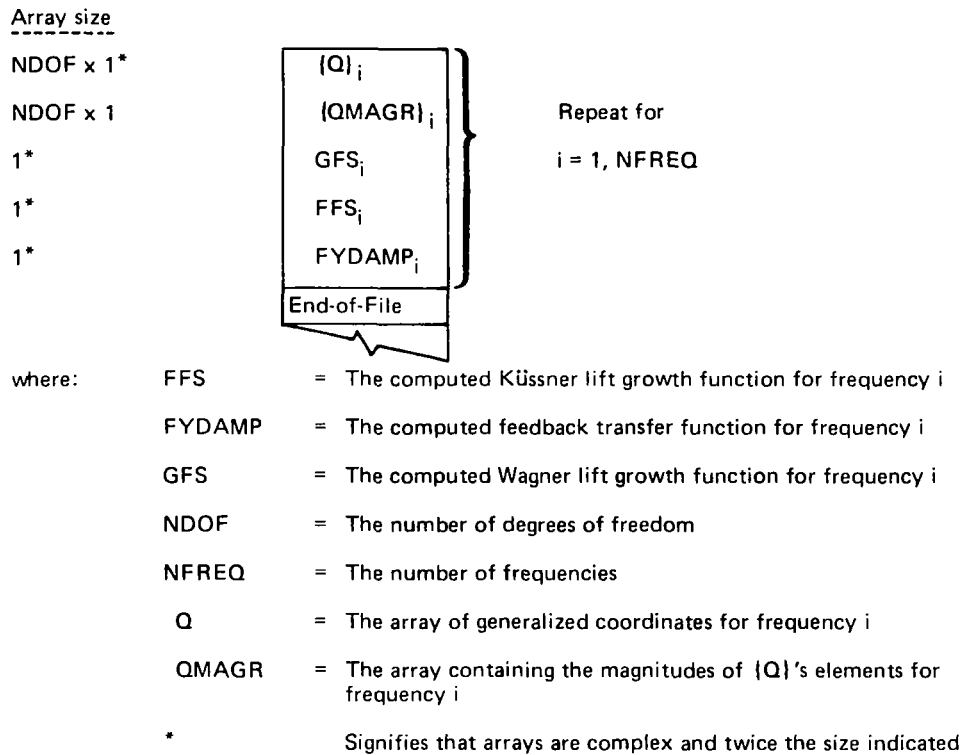 Array size
NDOF x 1* {Q}i
NDOF x 1 {QMAGR}i Repeat for
1* GFSi i = 1, NFREQ
1* FFSi
1* FYDAMPi
End-of-File
where: FFS = The computed Küssner lift growth function for frequency i
FYDAMP = The computed feedback transfer function for frequency i
GFS = The computed Wagner lift growth function for frequency i
NDOF = The number of degrees of freedom
NFREQ = The number of frequencies
Q = The array of generalized coordinates for frequency i
QMAGR = The array containing the magnitudes of {Q}'s elements for
frequency i
* Signifies that arrays are complex and twice the size indicated